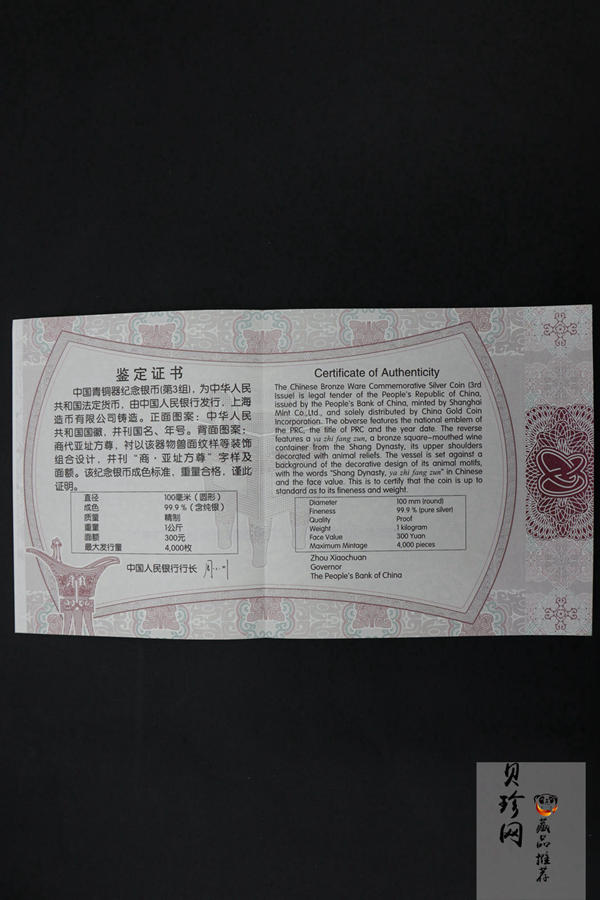 鉴定证书
中国青铜器纪念银币(第3组)，为中华人民
共和国法定货币，由中国人民银行发行，上海
造币有限公司铸造。正面图案：中华人民
共和国国徽，并刊国名、年号。背面图案：
商代亚址方尊，衬以该器物兽面纹样等装饰
组合设计，并刊“商·亚址方尊”字样及
面额。该纪念银币成色标准，重量合格，谨此
证明。
直径 100毫米（圆形）
成色 99.9％（含纯银）
质量 精制
重量 1公斤
面额 300元
最大发行量 4,000枚
中国人民银行行长
Certificate of Authenticity
The Chinese Bronze Ware Commemorative Silver Coin (3rd
Issue) is legal tender of the People's Republic of China,
issued by the People's Bank of China, minted by Shanghai
Mint Co.,Ltd., and solely distributed by China Gold Coin
Incorporation. The obverse features the national emblem of
the PRC, the title of PRC and the year date. The reverse
features a ya zhi fang zun, a bronze square-mouthed wine
container from the Shang Dynasty, its upper shoulders
decorated with animal reliefs. The vessel is set against a
background of the decorative design of its animal motifs,
with the words "Shang Dynasty, ya zhi fang zun" in Chinese
and the face value. This is to certify that the coin is up to
standard as to its fineness and weight.
Diameter 100 mm (round)
Fineness 99.9 % (pure silver)
Quality Proof
Weight 1 kilogram
Face Value 300 Yuan
Maximum Mintage 4,000 pieces
Zhou Xiaochuan
Governor
The People's Bank of China
贝珍网
藏品推荐